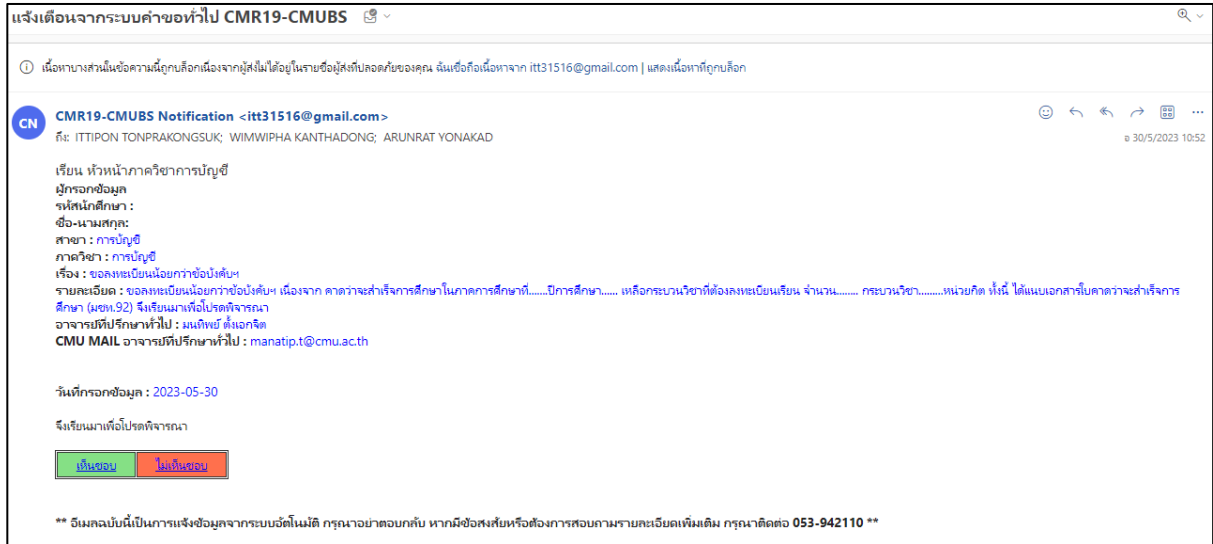 แจ้งเตือนจากระบบคำขอทั่วไป CMR19-CMUBS
เนื้อหาบางส่วนในข้อความนี้ถูกบล็อกเนื่องจากผู้ส่งไม่ได้อยู่ในรายชื่อผู้ส่งที่ปลอดภัยของคุณ ฉันเชื่อถือเนื้อหาจาก itt31516@gmail.com | แสดงเนื้อหาที่ถูกบล็อก
CN
CMR19-CMUBS Notification <itt31516@gmail.com>
ถึง: ITTIPON TONPRAKONGSUK; WIMWIPHA KANTHADONG; ARUNRAT YONAKAD
อ 30/5/2023 10:52
เรียน หัวหน้าภาควิชาการบัญชี
ผู้กรอกข้อมูล
รหัสนักศึกษา :
ชื่อ-นามสกุล:
สาขา : การบัญชี
ภาควิชา : การบัญชี
เรื่อง : ขอลงทะเบียนน้อยกว่าข้อบังคับฯ
รายละเอียด : ขอลงทะเบียนน้อยกว่าข้อบังคับฯ เนื่องจาก คาดว่าจะสำเร็จการศึกษาในภาคการศึกษาที่.......ปีการศึกษา...... เหลือกระบวนวิชาที่ต้องลงทะเบียนเรียน จำนวน........ กระบวนวิชา.........หน่วยกิต ทั้งนี้ ได้แนบเอกสารใบคาดว่าจะสำเร็จการ
ศึกษา (มชท.92) จึงเรียนมาเพื่อโปรดพิจารณา
อาจารย์ที่ปรึกษาทั่วไป : มนทิพย์ ตั้งเอกจิต
CMU MAIL อาจารย์ที่ปรึกษาทั่วไป : manatip.t@cmu.ac.th
วันที่กรอกข้อมูล : 2023-05-30
จึงเรียนมาเพื่อโปรดพิจารณา
เห็นชอบ ไม่เห็นชอบ
** อีเมลฉบับนี้เป็นการแจ้งข้อมูลจากระบบอัตโนมัติ กรุณาอย่าตอบกลับ หากมีข้อสงสัยหรือต้องการสอบถามรายละเอียดเพิ่มเติม กรุณาติดต่อ 053-942110 **